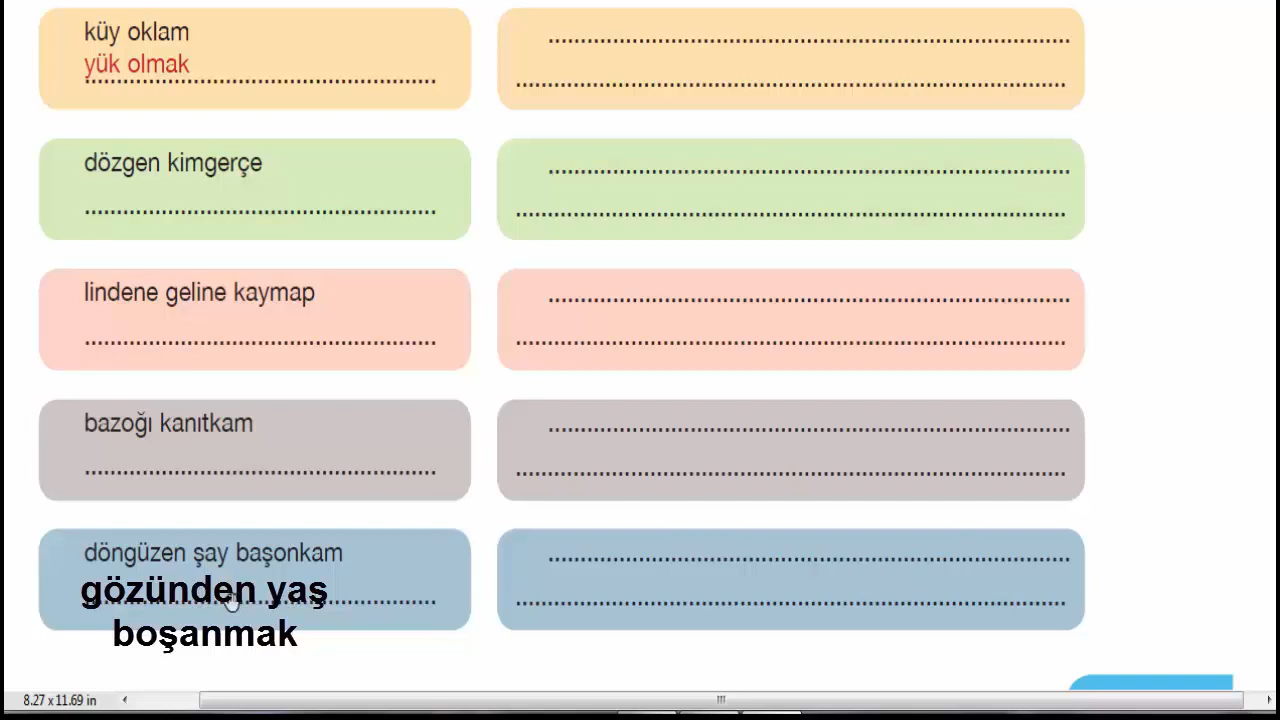 küy oklam
yük olmak
dözgen kimgerçe
lindene geline kaymap
bazoğı kanıtkam
döngüzen şay başonkam
gözünden yaş
boşanmak
8.27 x 11.69 in